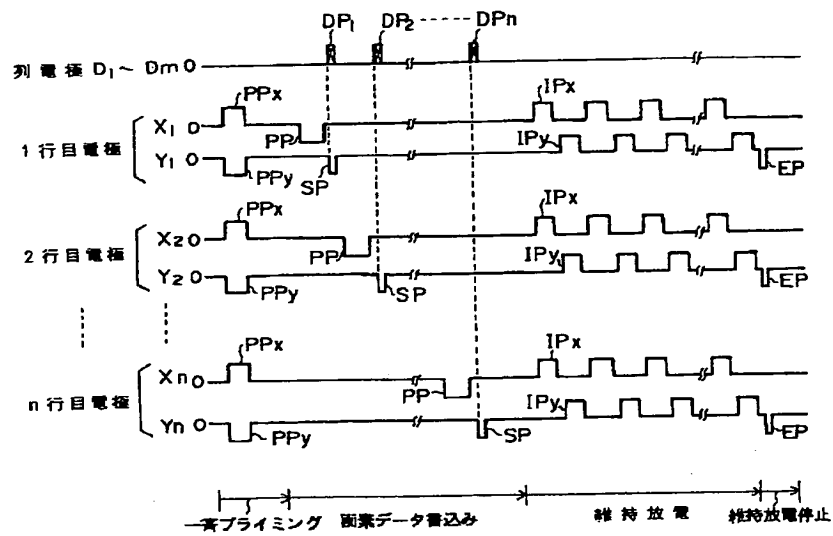 DP1 DP2 DPn
列電極 D1～Dm 0
PPx IPx
1行目電極
X1 0
PP IPy
Y1 0
PPy SP EP
PPx IPx
2行目電極
X2 0
PP IPy
Y2 0
PPy SP EP
PPx IPx
n行目電極
Xn 0
PP IPy
Yn 0
PPy SP EP
一斉プライミング 画素データ書込み 維持放電 維持放電停止